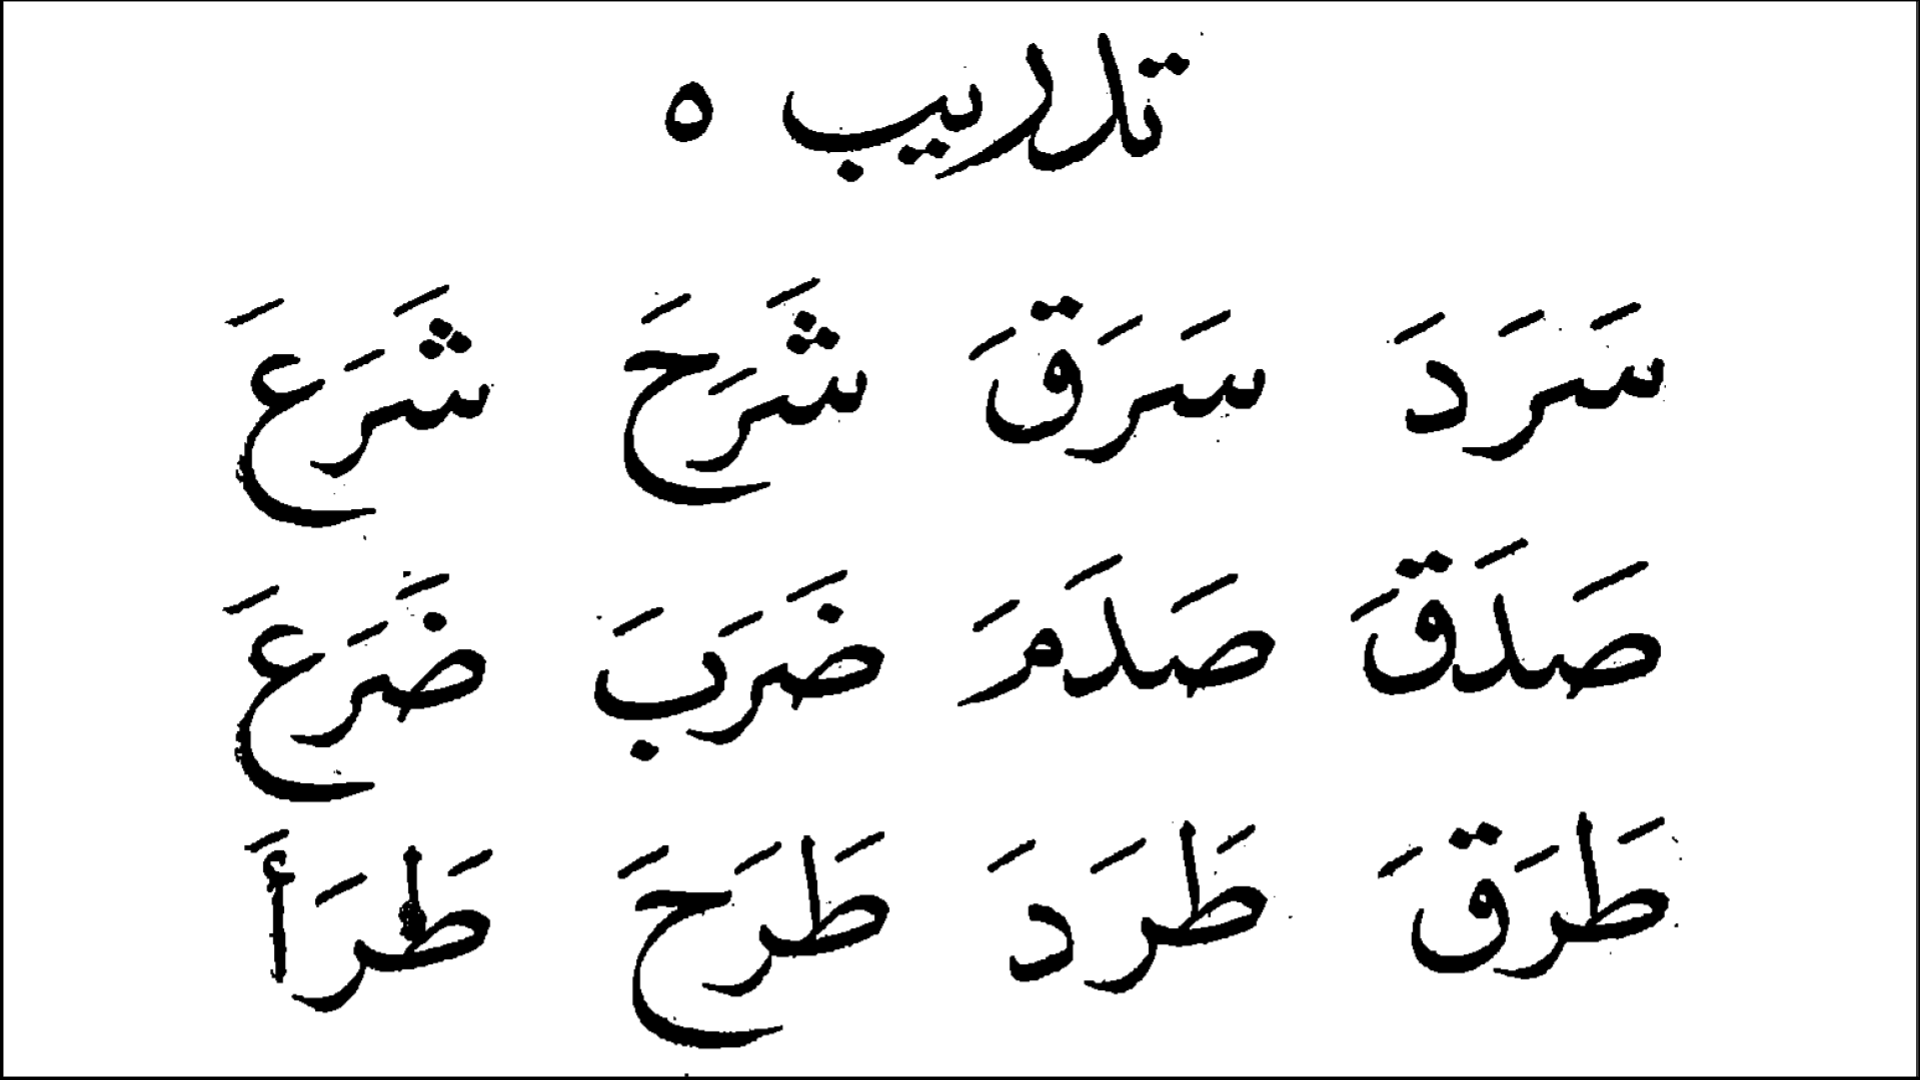 تدريب ٥
سَرَدَ سَرَقَ شَرَحَ شَرَعَ
صَدَقَ صَدَمَ ضَرَبَ ضَرَعَ
طَرَقَ طَرَدَ طَرَحَ طَرَأَ